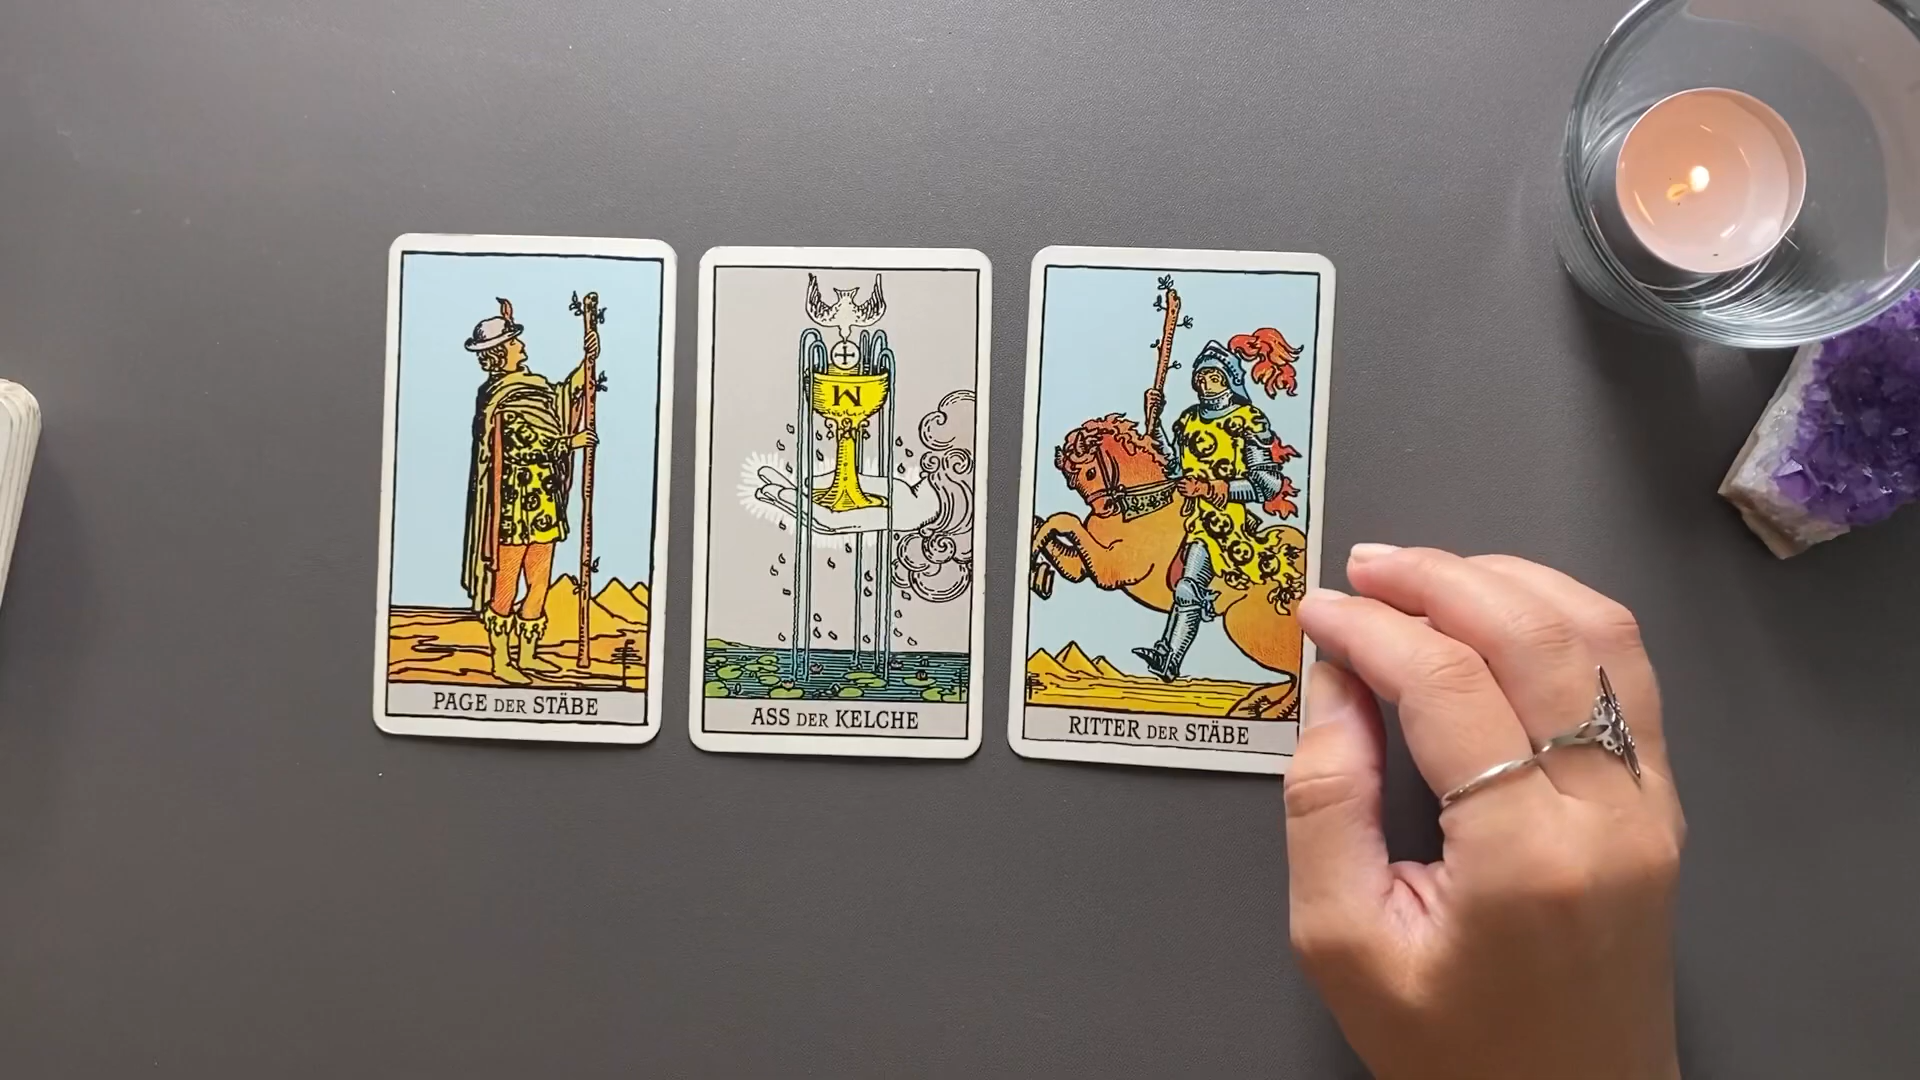 PAGE DER STÄBE
ASS DER KELCHE
RITTER DER STÄBE